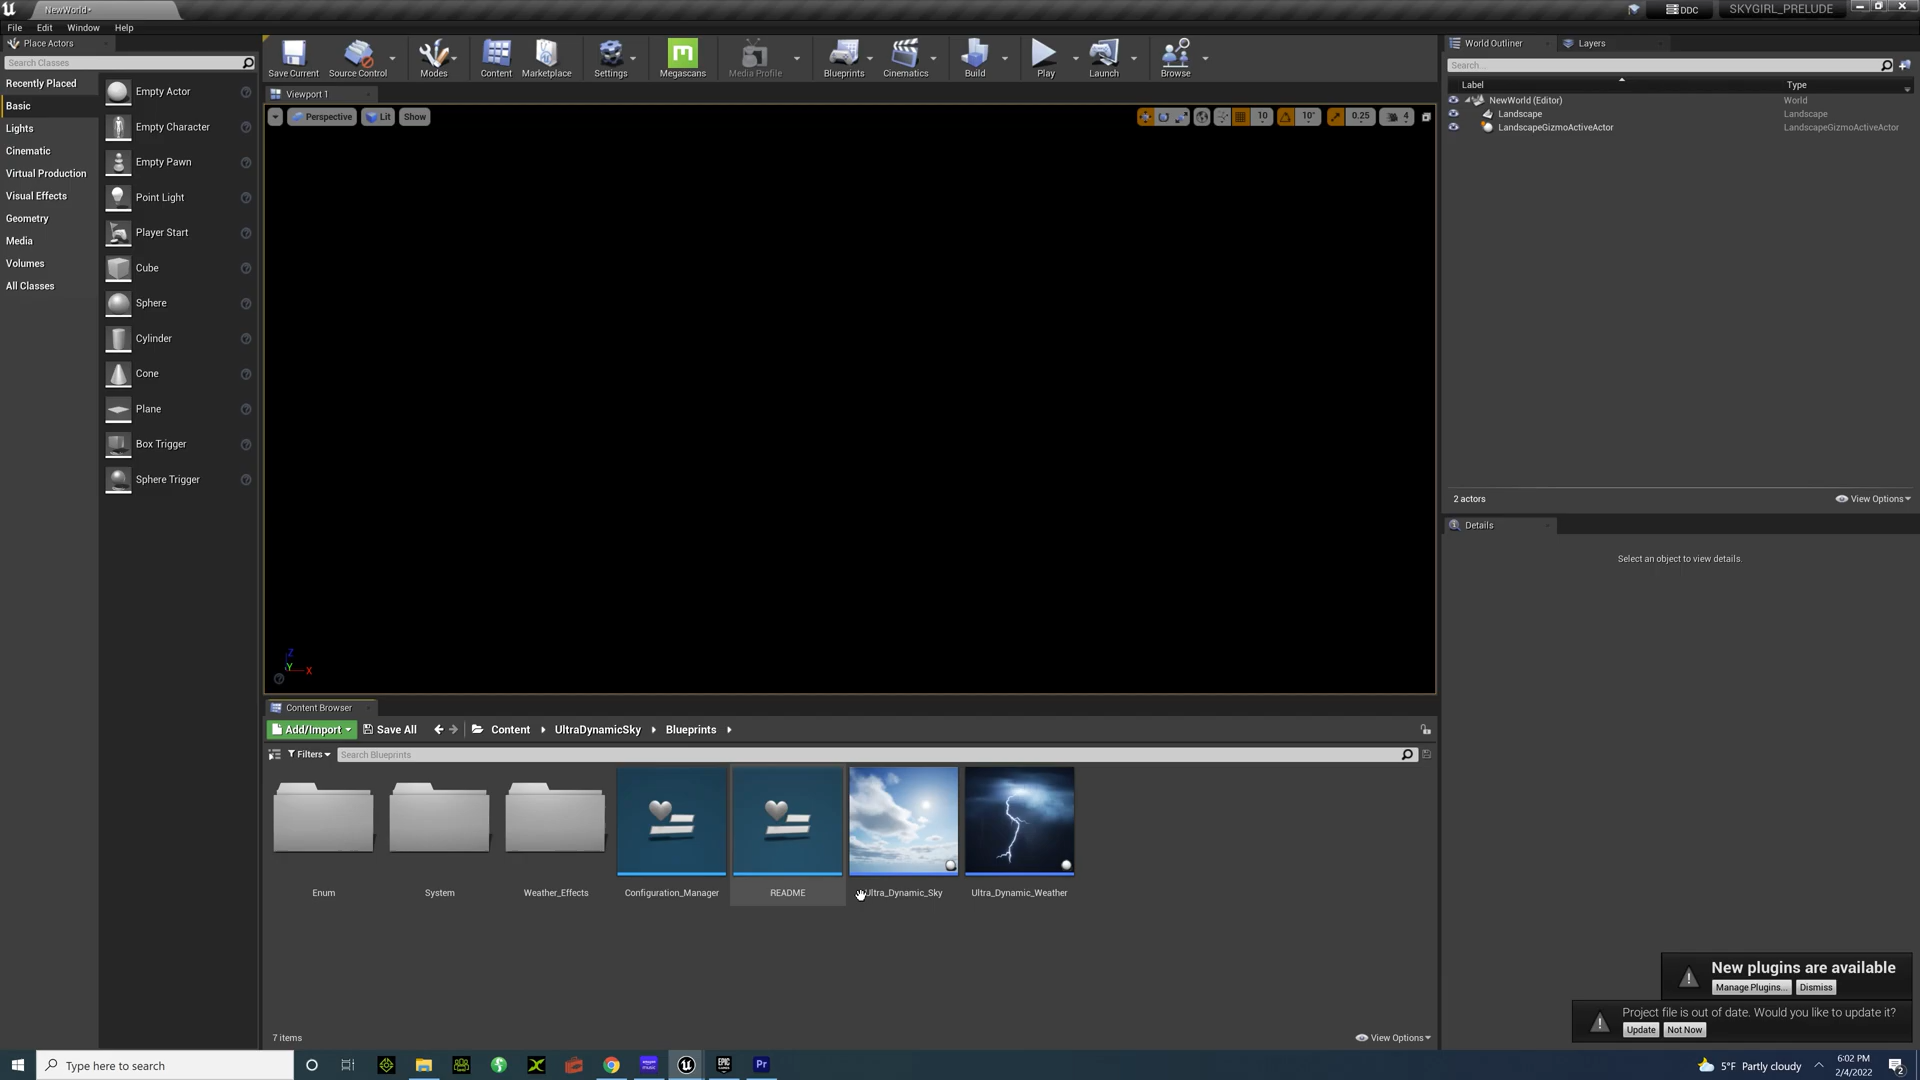 NewWorld•
DDC
SKYGIRL_PRELUDE
File
Edit
Window
Help
Place Actors
Search Classes
Recently Placed
Basic
Lights
Cinematic
Virtual Production
Visual Effects
Geometry
Media
Volumes
All Classes
Empty Actor
Empty Character
Empty Pawn
Point Light
Player Start
Cube
Sphere
Cylinder
Cone
Plane
Box Trigger
Sphere Trigger
Save Current
Source Control
Modes
Content
Marketplace
Settings
Megascans
Media Profile
Blueprints
Cinematics
Build
Play
Launch
Browse
Viewport 1
Perspective
Lit
Show
10
10°
0.25
4
Z
Y
X
World Outliner
Layers
Search...
Label
Type
NewWorld (Editor)
World
Landscape
Landscape
LandscapeGizmoActiveActor
LandscapeGizmoActiveActor
2 actors
View Options
Details
Select an object to view details.
Content Browser
Add/Import
Save All
Content
UltraDynamicSky
Blueprints
Filters
Search Blueprints
Enum
System
Weather_Effects
Configuration_Manager
README
Ultra_Dynamic_Sky
Ultra_Dynamic_Weather
7 items
View Options
New plugins are available
Manage Plugins...
Dismiss
Project file is out of date. Would you like to update it?
Update
Not Now
Type here to search
EPIC
Pr
5°F Partly cloudy
6:02 PM
2/4/2022
2